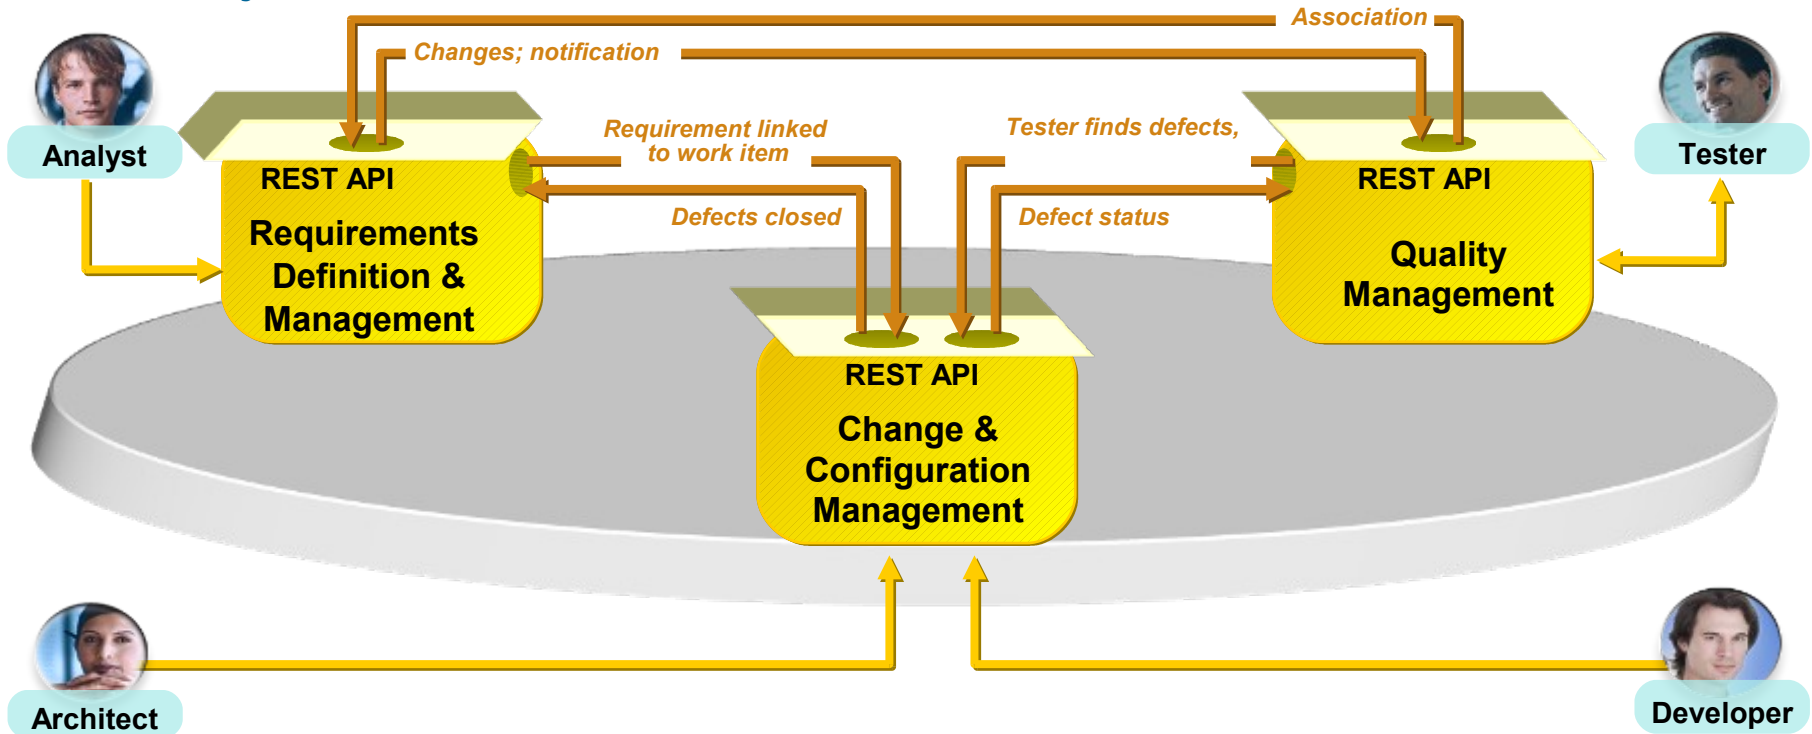 Association
Changes; notification
Requirement linked
to work item
Tester finds defects,
Analyst
Tester
REST API
Requirements
Definition &
Management
Defects closed
Defect status
REST API
Quality
Management
REST API
Change &
Configuration
Management
Architect
Developer